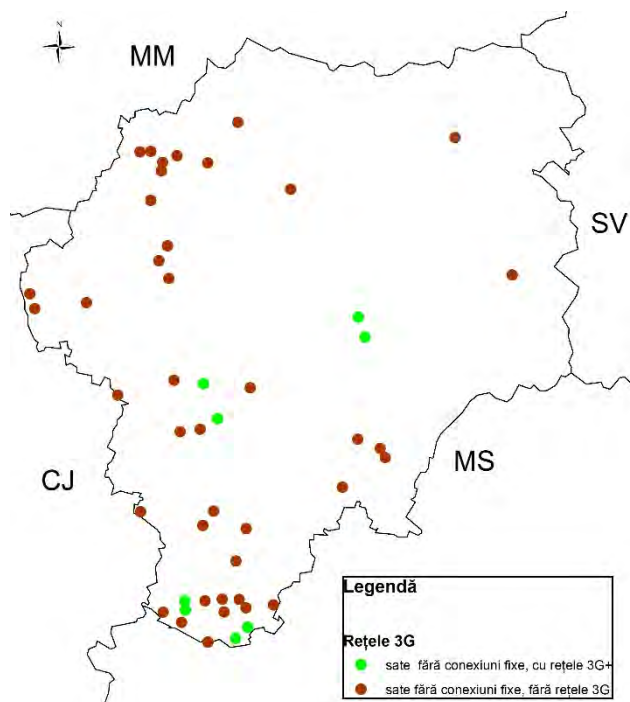 N
MM
SV
MS
CJ
Legendă
Rețele 3G
sate fără conexiuni fixe, cu rețele 3G+
sate fără conexiuni fixe, fără rețele 3G